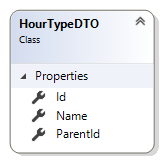 HourTypeDTO
Class
Properties
Id
Name
ParentId